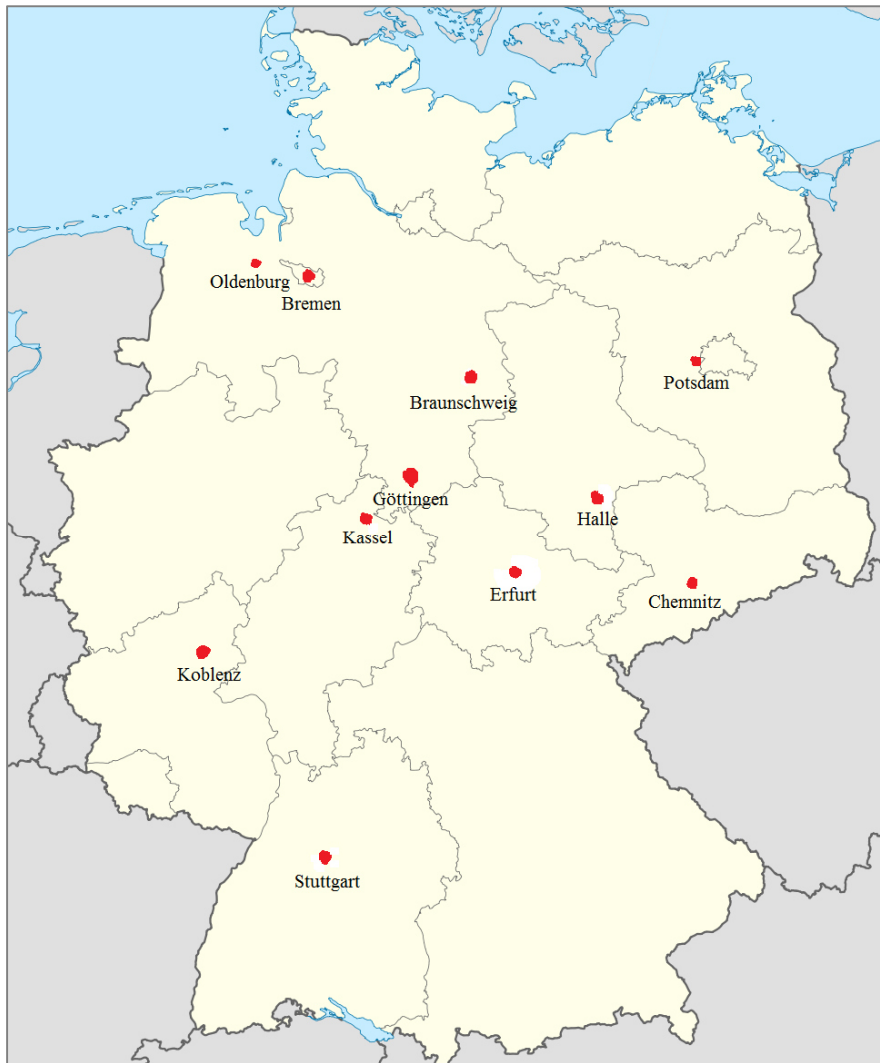 Oldenburg
Bremen
Potsdam
Braunschweig
Göttingen
Halle
Kassel
Erfurt
Chemnitz
Koblenz
Stuttgart